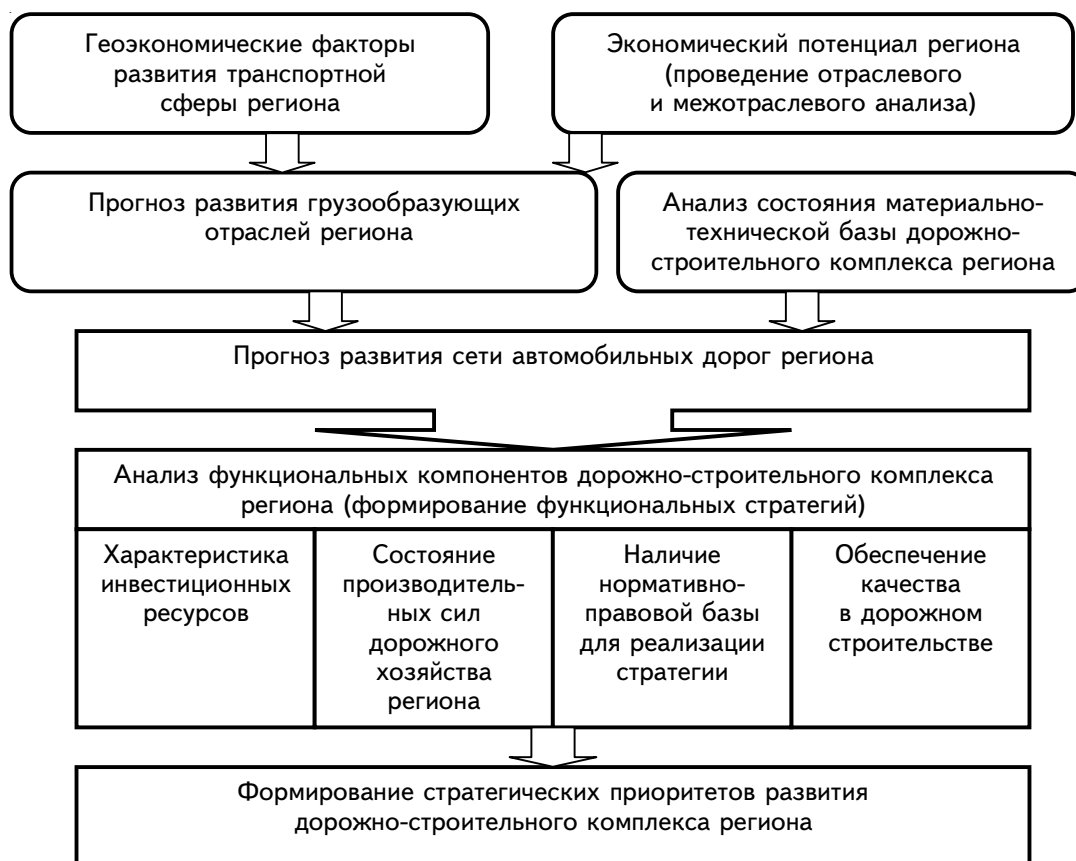 Геоэкономические факторы
развития транспортной
сферы региона
Экономический потенциал региона
(проведение отраслевого
и межотраслевого анализа)
Прогноз развития грузообразующих
отраслей региона
Анализ состояния материально-
технической базы дорожно-
строительного комплекса региона
Прогноз развития сети автомобильных дорог региона
Анализ функциональных компонентов дорожно-строительного комплекса
региона (формирование функциональных стратегий)
Характеристика
инвестиционных
ресурсов
Состояние
производитель-
ных сил
дорожного
хозяйства
региона
Наличие
нормативно-
правовой базы
для реализации
стратегии
Обеспечение
качества
в дорожном
строительстве
Формирование стратегических приоритетов развития
дорожно-строительного комплекса региона